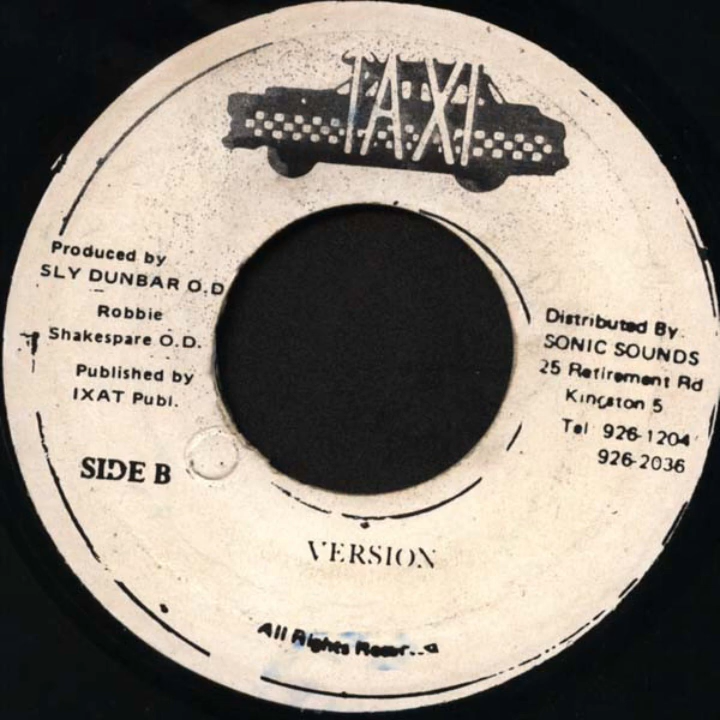 TAXI
Produced by
SLY DUNBAR O.D
Robbie
Shakespare O.D.
Published by
IXAT Publ.
SIDE B
Distributed By
SONIC SOUNDS
25 Retirement Rd
Kingston 5
Tel 926-1204
926-2036
VERSION
All Rights